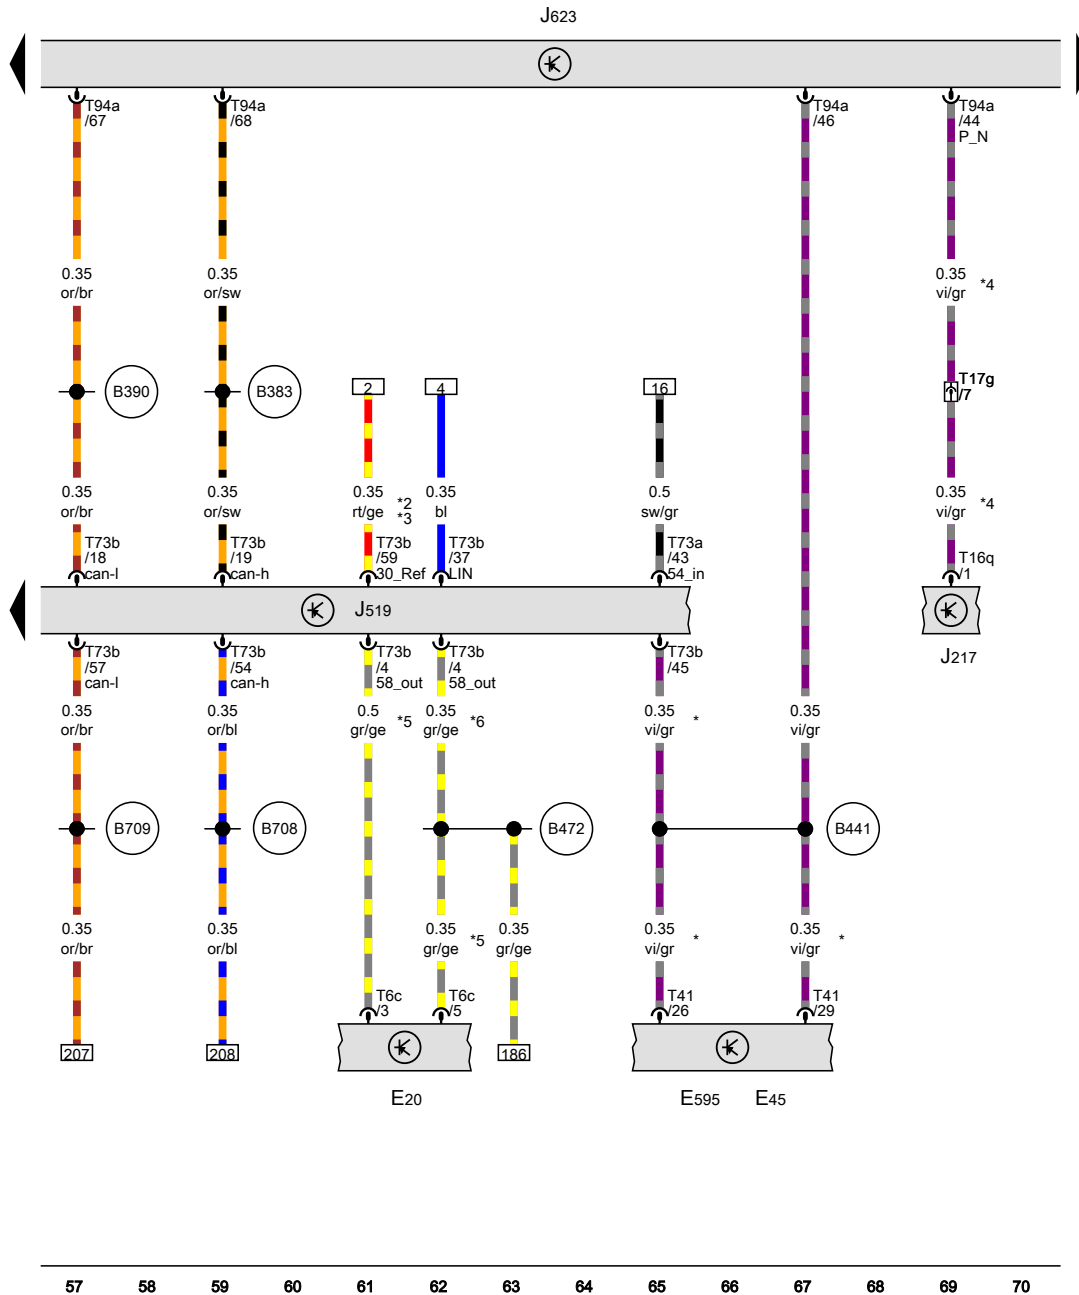 J623
T94a
/67
T94a
/68
T94a
/46
T94a
/44
P_N
0.35
or/br
0.35
or/sw
0.35
vi/gr
*4
B390
B383
2
4
16
T17g
/7
0.35
or/br
0.35
or/sw
0.35
rt/ge
*2
*3
0.35
bl
0.5
sw/gr
0.35
vi/gr
*4
T73b
/18
can-l
T73b
/19
can-h
T73b
/59
30_Ref
T73b
/37
LIN
T73a
/43
54_in
T16q
/1
J519
J217
T73b
/57
can-l
T73b
/54
can-h
T73b
/4
58_out
T73b
/4
58_out
T73b
/45
0.35
or/br
0.35
or/bl
0.5
gr/ge
*5
0.35
gr/ge
*6
0.35
vi/gr
*
0.35
vi/gr
B709
B708
B472
B441
0.35
or/br
0.35
or/bl
0.35
gr/ge
*5
0.35
gr/ge
0.35
vi/gr
*
0.35
vi/gr
*
T6c
/3
T6c
/5
T41
/26
T41
/29
207
208
186
E20
E595
E45
57 58 59 60 61 62 63 64 65 66 67 68 69 70